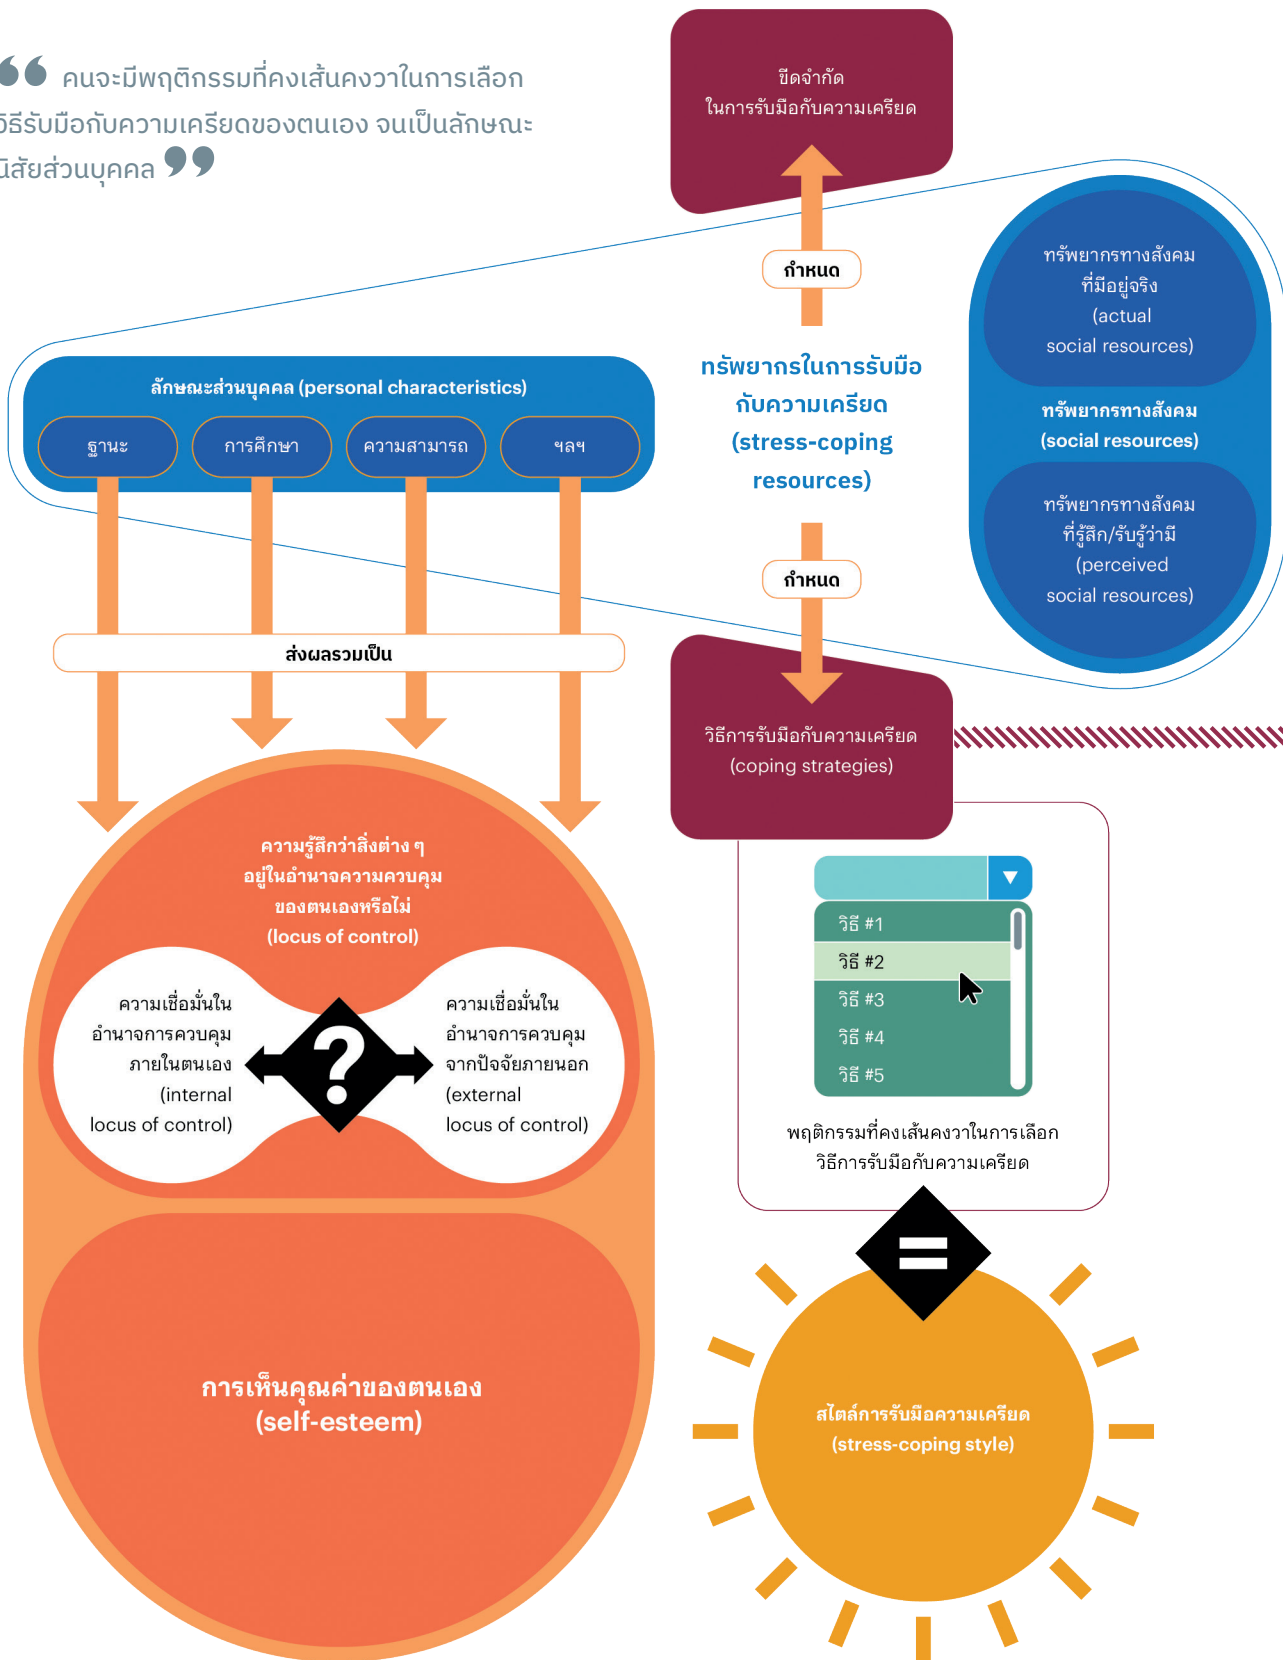 “ คนจะมีพฤติกรรมที่คงเส้นคงวาในการเลือก
วิธีรับมือกับความเครียดของตนเอง จนเป็นลักษณะ
นิสัยส่วนบุคคล ”
ขีดจำกัด
ในการรับมือกับความเครียด
กำหนด
ทรัพยากรในการรับมือ
กับความเครียด
(stress-coping
resources)
กำหนด
ทรัพยากรทางสังคม
ที่มีอยู่จริง
(actual
social resources)
ทรัพยากรทางสังคม
(social resources)
ทรัพยากรทางสังคม
ที่รู้สึก/รับรู้ว่ามี
(perceived
social resources)
ลักษณะส่วนบุคคล (personal characteristics)
ฐานะ
การศึกษา
ความสามารถ
ฯลฯ
ส่งผลรวมเป็น
ความรู้สึกว่าสิ่งต่าง ๆ
อยู่ในอำนาจความควบคุม
ของตนเองหรือไม่
(locus of control)
ความเชื่อมั่นใน
อำนาจการควบคุม
ภายในตนเอง
(internal
locus of control)
?
ความเชื่อมั่นใน
อำนาจการควบคุม
จากปัจจัยภายนอก
(external
locus of control)
การเห็นคุณค่าของตนเอง
(self-esteem)
วิธีการรับมือกับความเครียด
(coping strategies)
วิธี #1
วิธี #2
วิธี #3
วิธี #4
วิธี #5
พฤติกรรมที่คงเส้นคงวาในการเลือก
วิธีการรับมือกับความเครียด
=
สไตล์การรับมือความเครียด
(stress-coping style)